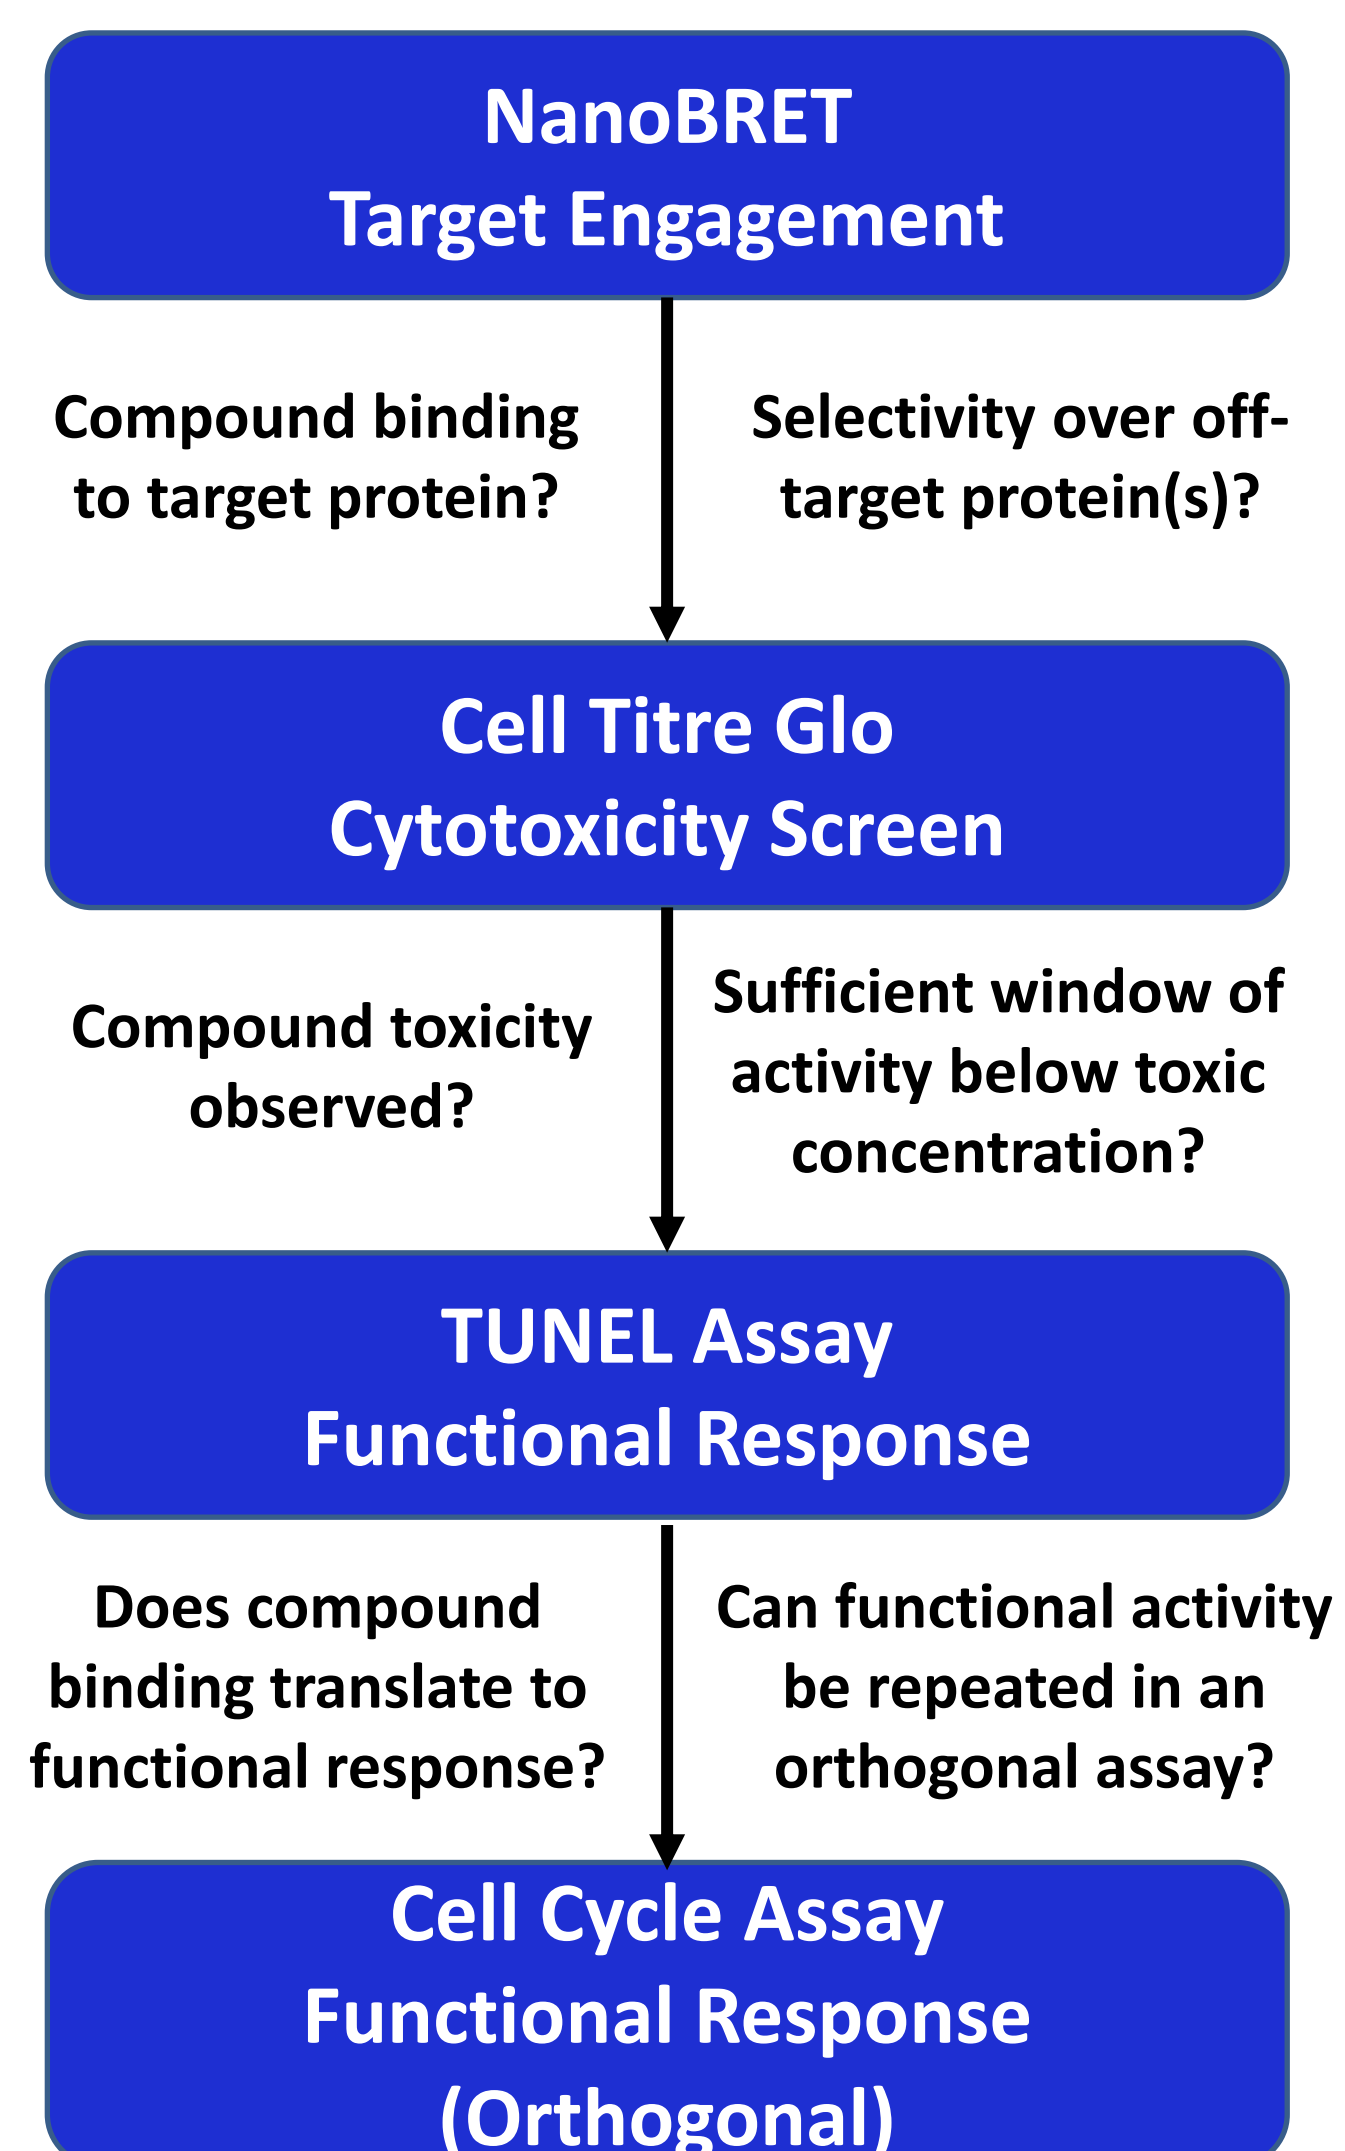 NanoBRET
Target Engagement
Compound binding
to target protein?
Selectivity over off-
target protein(s)?
Cell Titre Glo
Cytotoxicity Screen
Compound toxicity
observed?
Sufficient window of
activity below toxic
concentration?
TUNEL Assay
Functional Response
Does compound
binding translate to
functional response?
Can functional activity
be repeated in an
orthogonal assay?
Cell Cycle Assay
Functional Response
(Orthogonal)